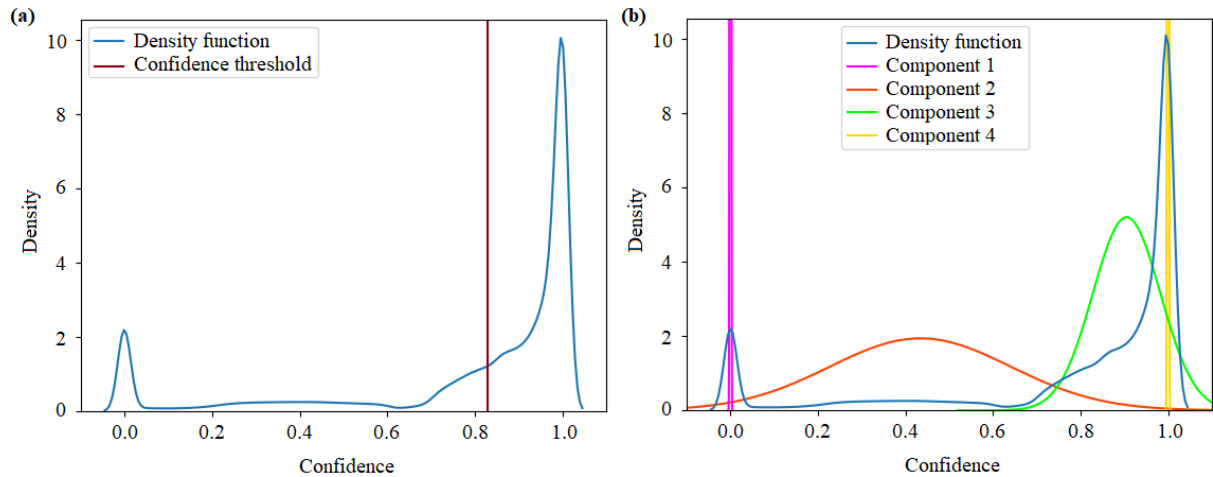 (a)
Density function
Confidence threshold
10
8
6
4
2
0
Density
0.0 0.2 0.4 0.6 0.8 1.0
Confidence
(b)
Density function
Component 1
Component 2
Component 3
Component 4
10
8
6
4
2
0
Density
0.0 0.2 0.4 0.6 0.8 1.0
Confidence